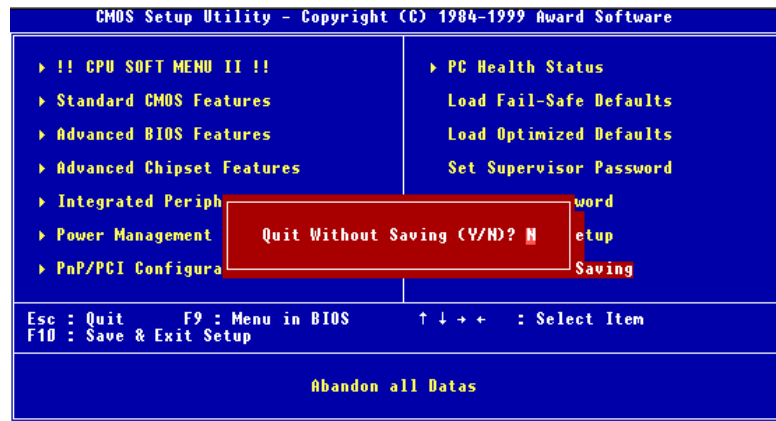 CMOS Setup Utility - Copyright (C) 1984-1999 Award Software
!! CPU SOFT MENU II !!
Standard CMOS Features
Advanced BIOS Features
Advanced Chipset Features
Integrated Periph
Power Management
PnP/PCI Configura
PC Health Status
Load Fail-Safe Defaults
Load Optimized Defaults
Set Supervisor Password
word
etup
Saving
Quit Without Saving (Y/N)? N
Esc : Quit F9 : Menu in BIOS ↑ ↓ → ← : Select Item
F10 : Save & Exit Setup
Abandon all Datas